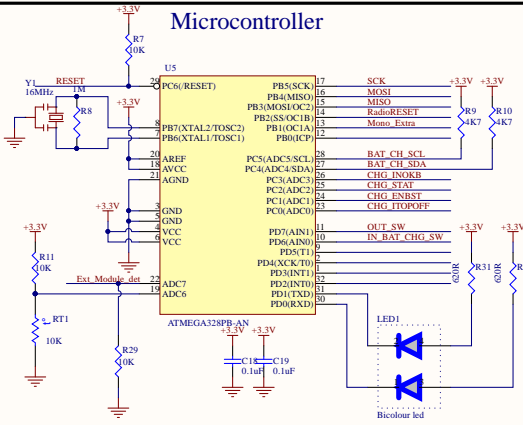 Microcontroller
+3.3V
R7
10K
U5
Y1
16MHz
RESET
1M
R8
+3.3V
29 PC6(/RESET)
8 PB7(XTAL2/TOSC2)
7 PB6(XTAL1/TOSC1)
20 AREF
18 AVCC
21 AGND
3 GND
5 GND
4 VCC
6 VCC
22 ADC7
19 ADC6
PB5(SCK) 17 SCK
PB4(MISO) 16 MOSI
PB3(MOSI/OC2) 15 MISO
PB2(SS/OC1B) 14 RadioRESET
PB1(OC1A) 13 Mono_Extra
PB0(ICP) 12
PC5(ADC5/SCL) 28 BAT_CH_SCL
PC4(ADC4/SDA) 27 BAT_CH_SDA
PC3(ADC3) 26 CHG_INOKB
PC2(ADC2) 25 CHG_STAT
PC1(ADC1) 24 CHG_ENBST
PC0(ADC0) 23 CHG_ITOPOFF
PD7(AIN1) 11 OUT_SW
PD6(AIN0) 10 IN_BAT_CHG_SW
PD5(T1) 9
PD4(XCK/T0) 2
PD3(INT1) 1
PD2(INT0) 32
PD1(TXD) 31
PD0(RXD) 30
ATMEGA328PB-AN
+3.3V
+3.3V
R9
4K7
R10
4K7
+3.3V
+3.3V
R11
10K
Ext_Module_det
RT1
10K
R29
10K
+3.3V
+3.3V
C18
0.1uF
C19
0.1uF
+3.3V
+3.3V
620R
R31
620R
R
LED1
Bicolour led